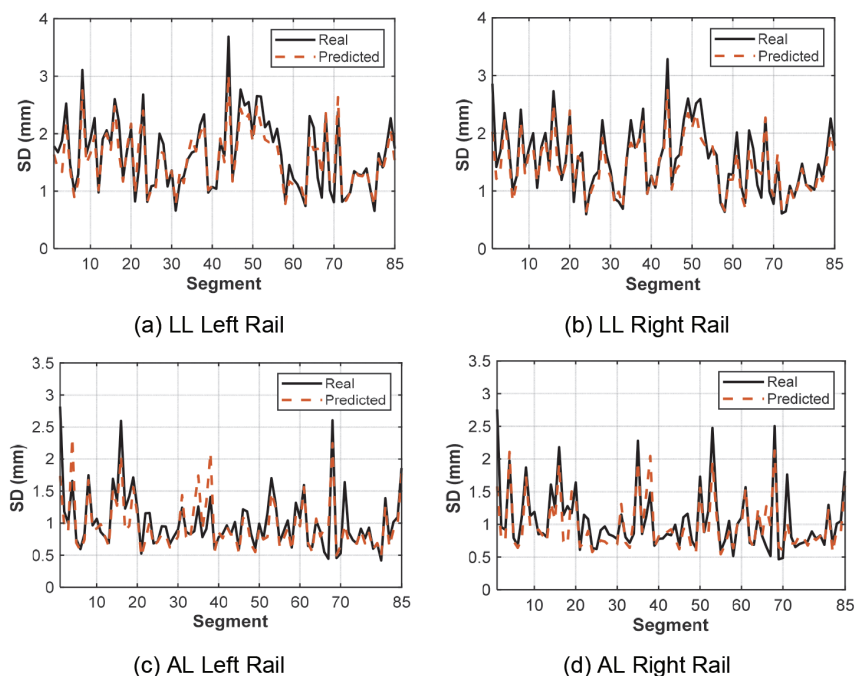 Real
Predicted
SD (mm)
4
3
2
1
0
10 20 30 40 50 60 70 85
Segment
(a) LL Left Rail
Real
Predicted
SD (mm)
4
3
2
1
0
10 20 30 40 50 60 70 85
Segment
(b) LL Right Rail
Real
Predicted
SD (mm)
3.5
3
2.5
2
1.5
1
0.5
0
10 20 30 40 50 60 70 85
Segment
(c) AL Left Rail
Real
Predicted
SD (mm)
3.5
3
2.5
2
1.5
1
0.5
0
10 20 30 40 50 60 70 85
Segment
(d) AL Right Rail